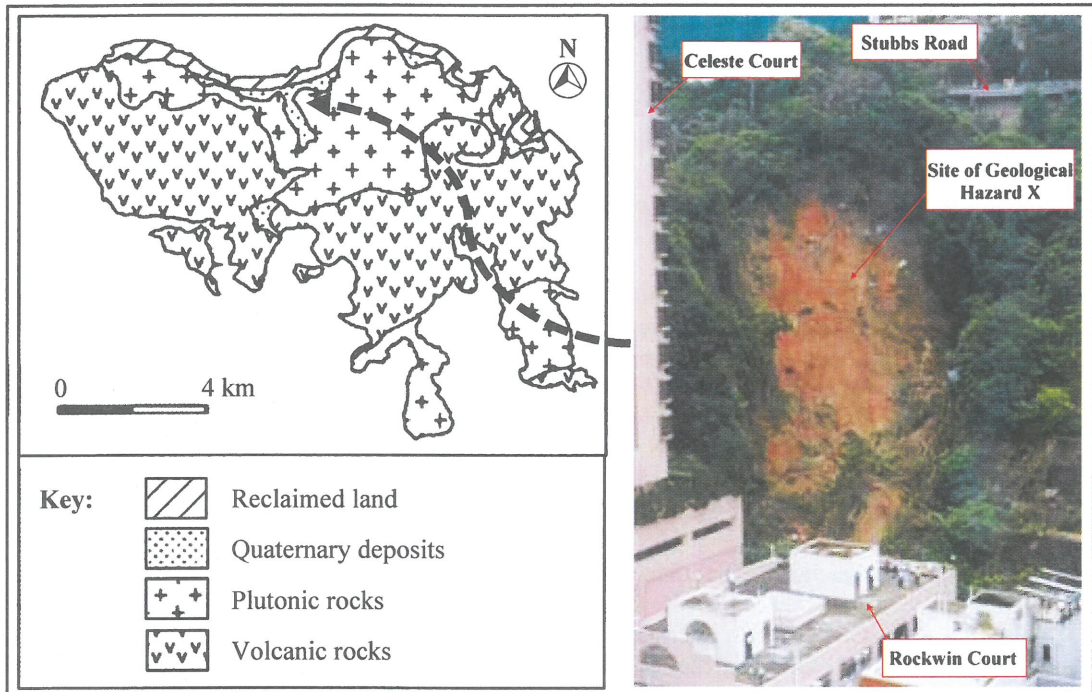 N
0
4 km
Key:
Reclaimed land
Quaternary deposits
Plutonic rocks
Volcanic rocks
Celeste Court
Stubbs Road
Site of Geological
Hazard X
Rockwin Court